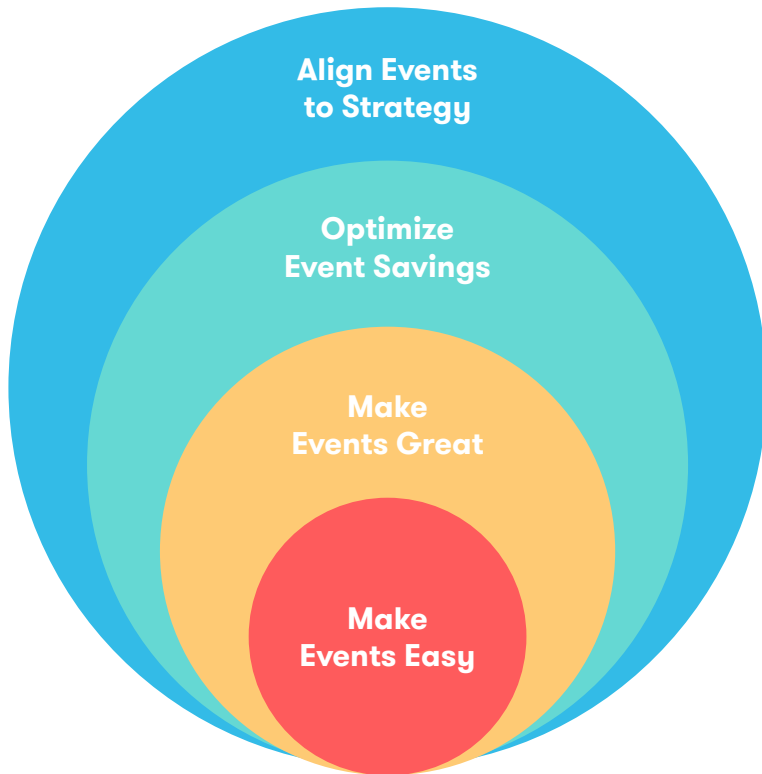 Align Events
to Strategy
Optimize
Event Savings
Make
Events Great
Make
Events Easy